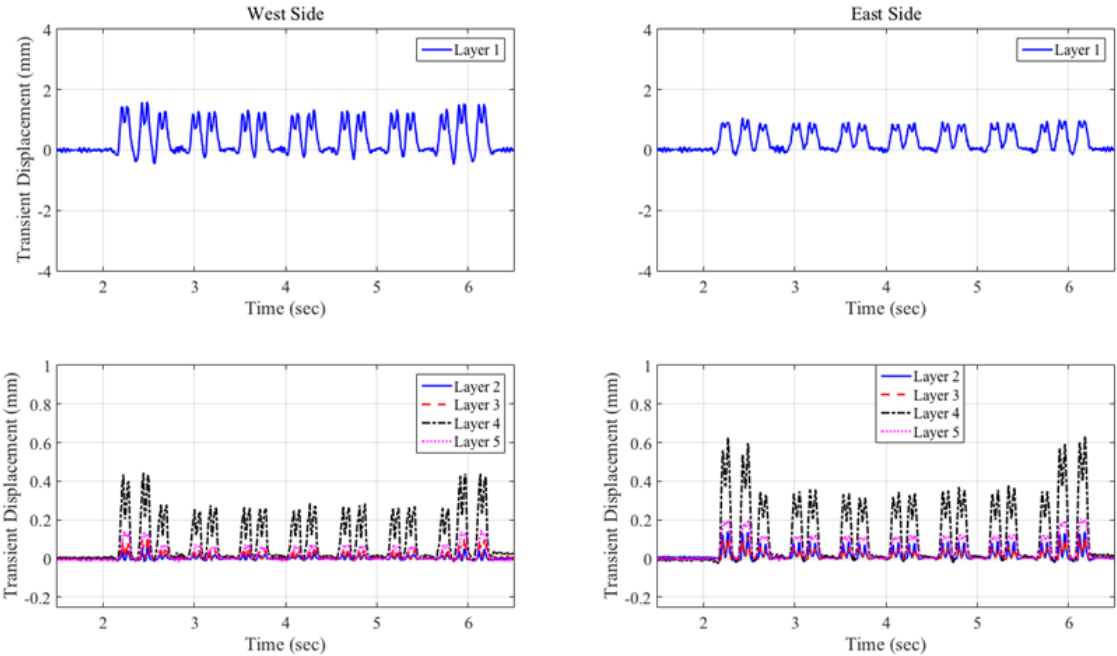 West Side
Transient Displacement (mm)
4
2
0
-2
-4
Layer 1
2
3
4
5
6
Time (sec)
East Side
Transient Displacement (mm)
4
2
0
-2
-4
Layer 1
2
3
4
5
6
Time (sec)
Transient Displacement (mm)
1
0.8
0.6
0.4
0.2
0
-0.2
Layer 2
Layer 3
Layer 4
Layer 5
2
3
4
5
6
Time (sec)
Transient Displacement (mm)
1
0.8
0.6
0.4
0.2
0
-0.2
Layer 2
Layer 3
Layer 4
Layer 5
2
3
4
5
6
Time (sec)